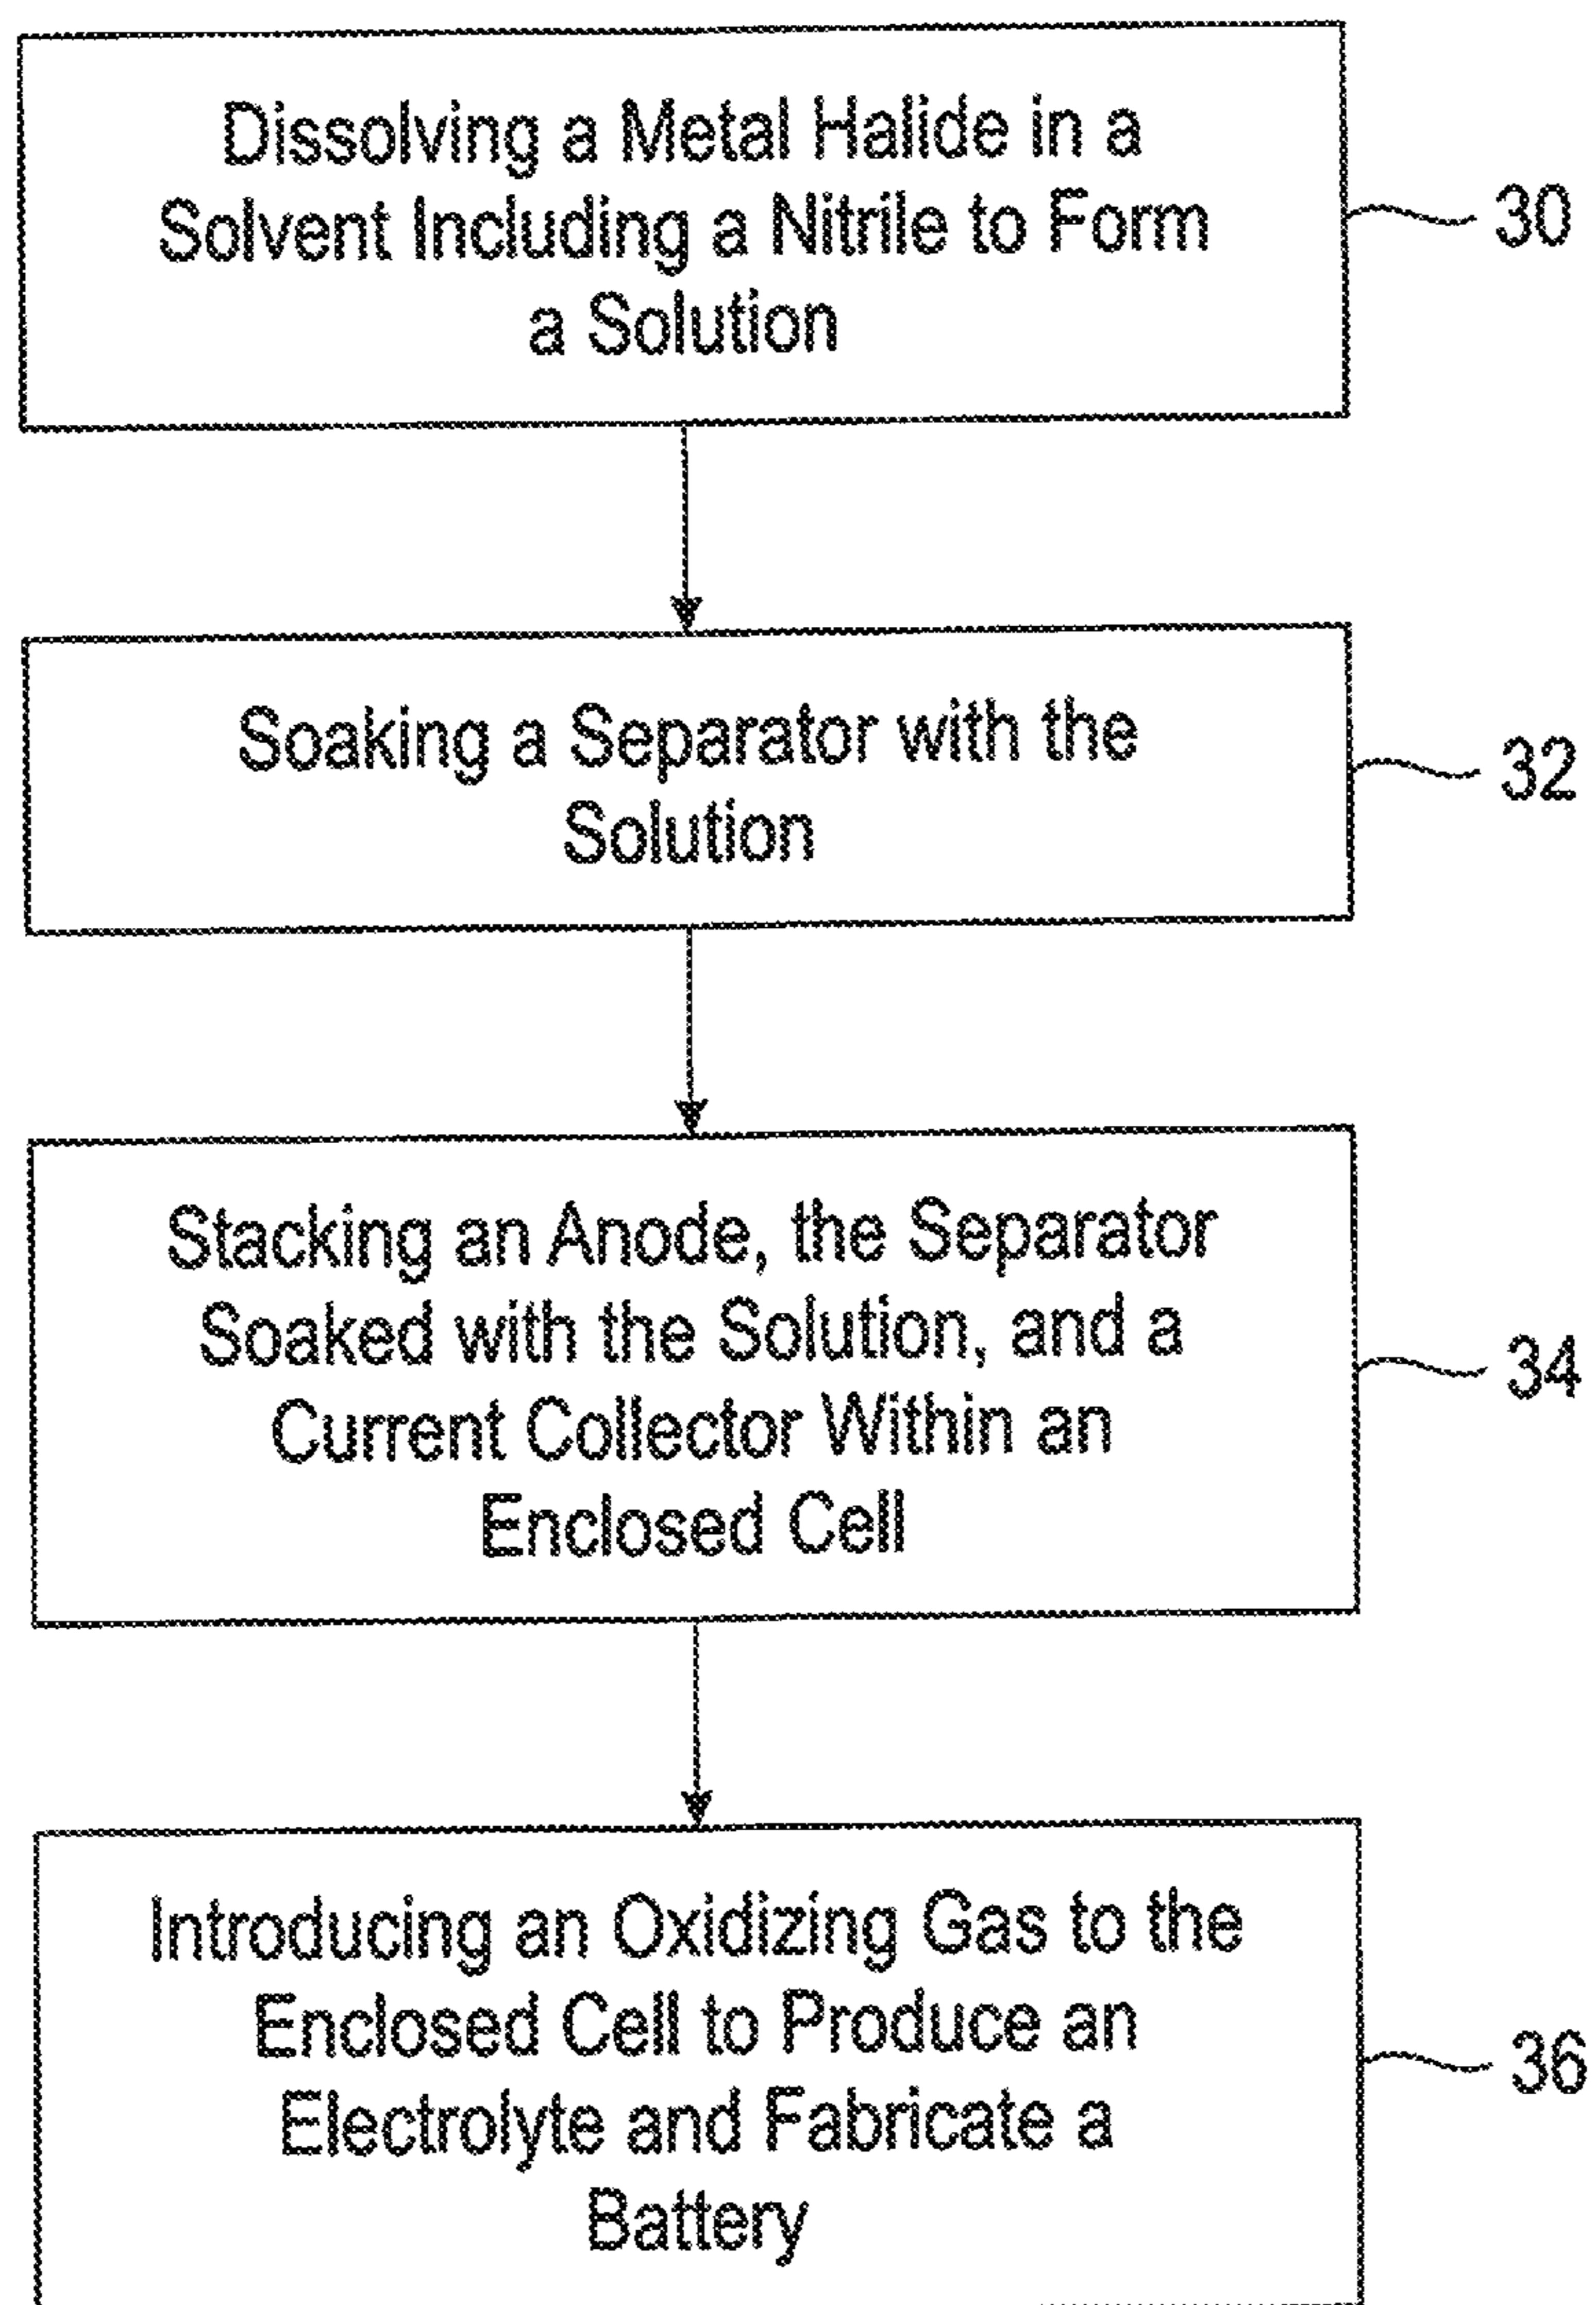 Dissolving a Metal Halide in a
Solvent Including a Nitrile to Form
a Solution
30
Soaking a Separator with the
Solution
32
Stacking an Anode, the Separator
Soaked with the Solution, and a
Current Collector Within an
Enclosed Cell
34
Introducing an Oxidizing Gas to the
Enclosed Cell to Produce an
Electrolyte and Fabricate a
Battery
36